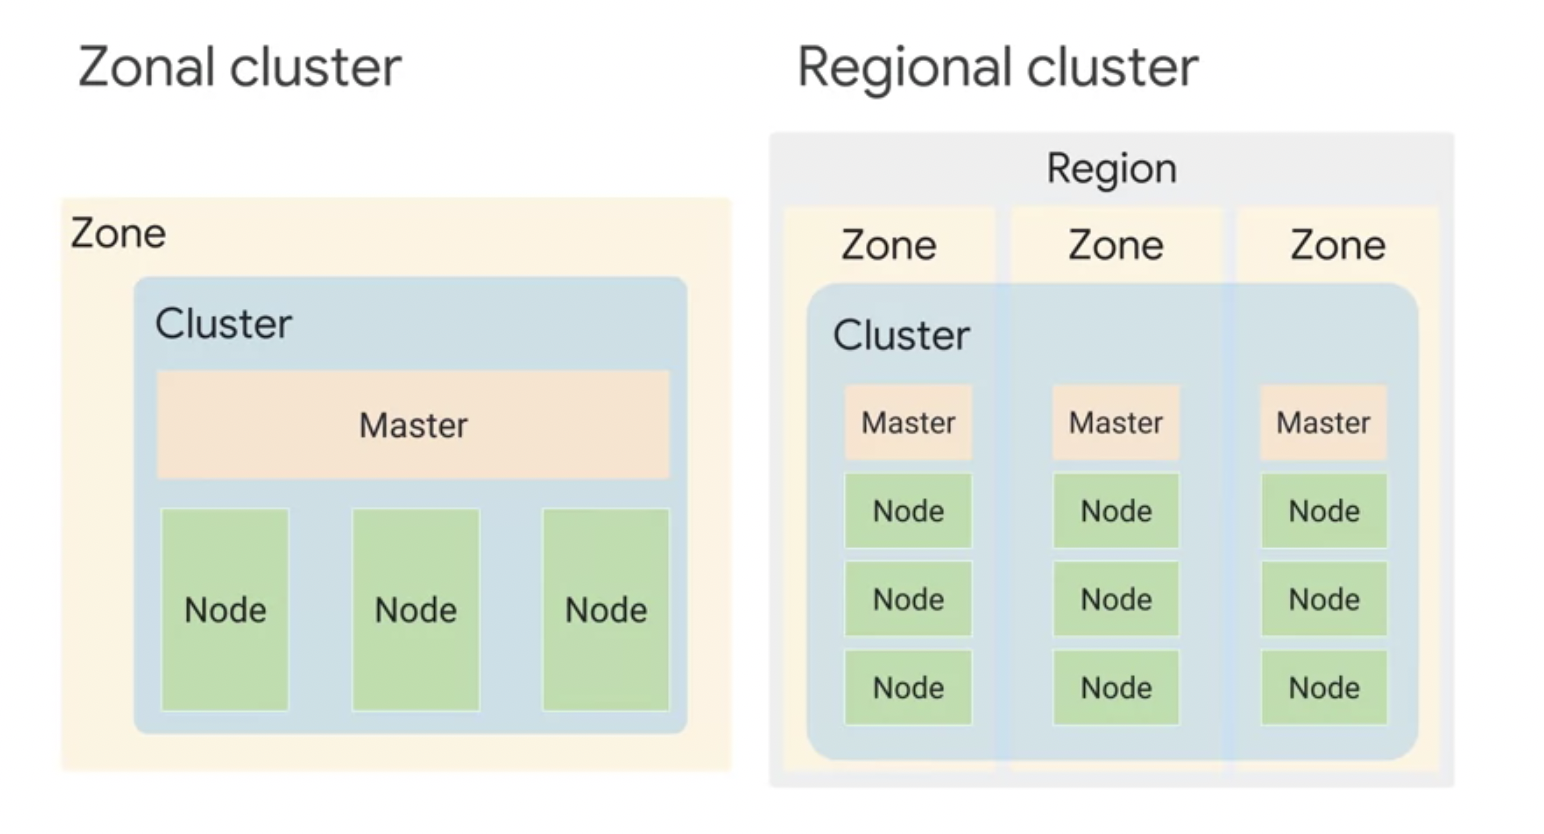 Zonal cluster
Zone
Cluster
Master
Node Node Node
Regional cluster
Region
Zone Zone Zone
Cluster
Master Master Master
Node Node Node
Node Node Node
Node Node Node